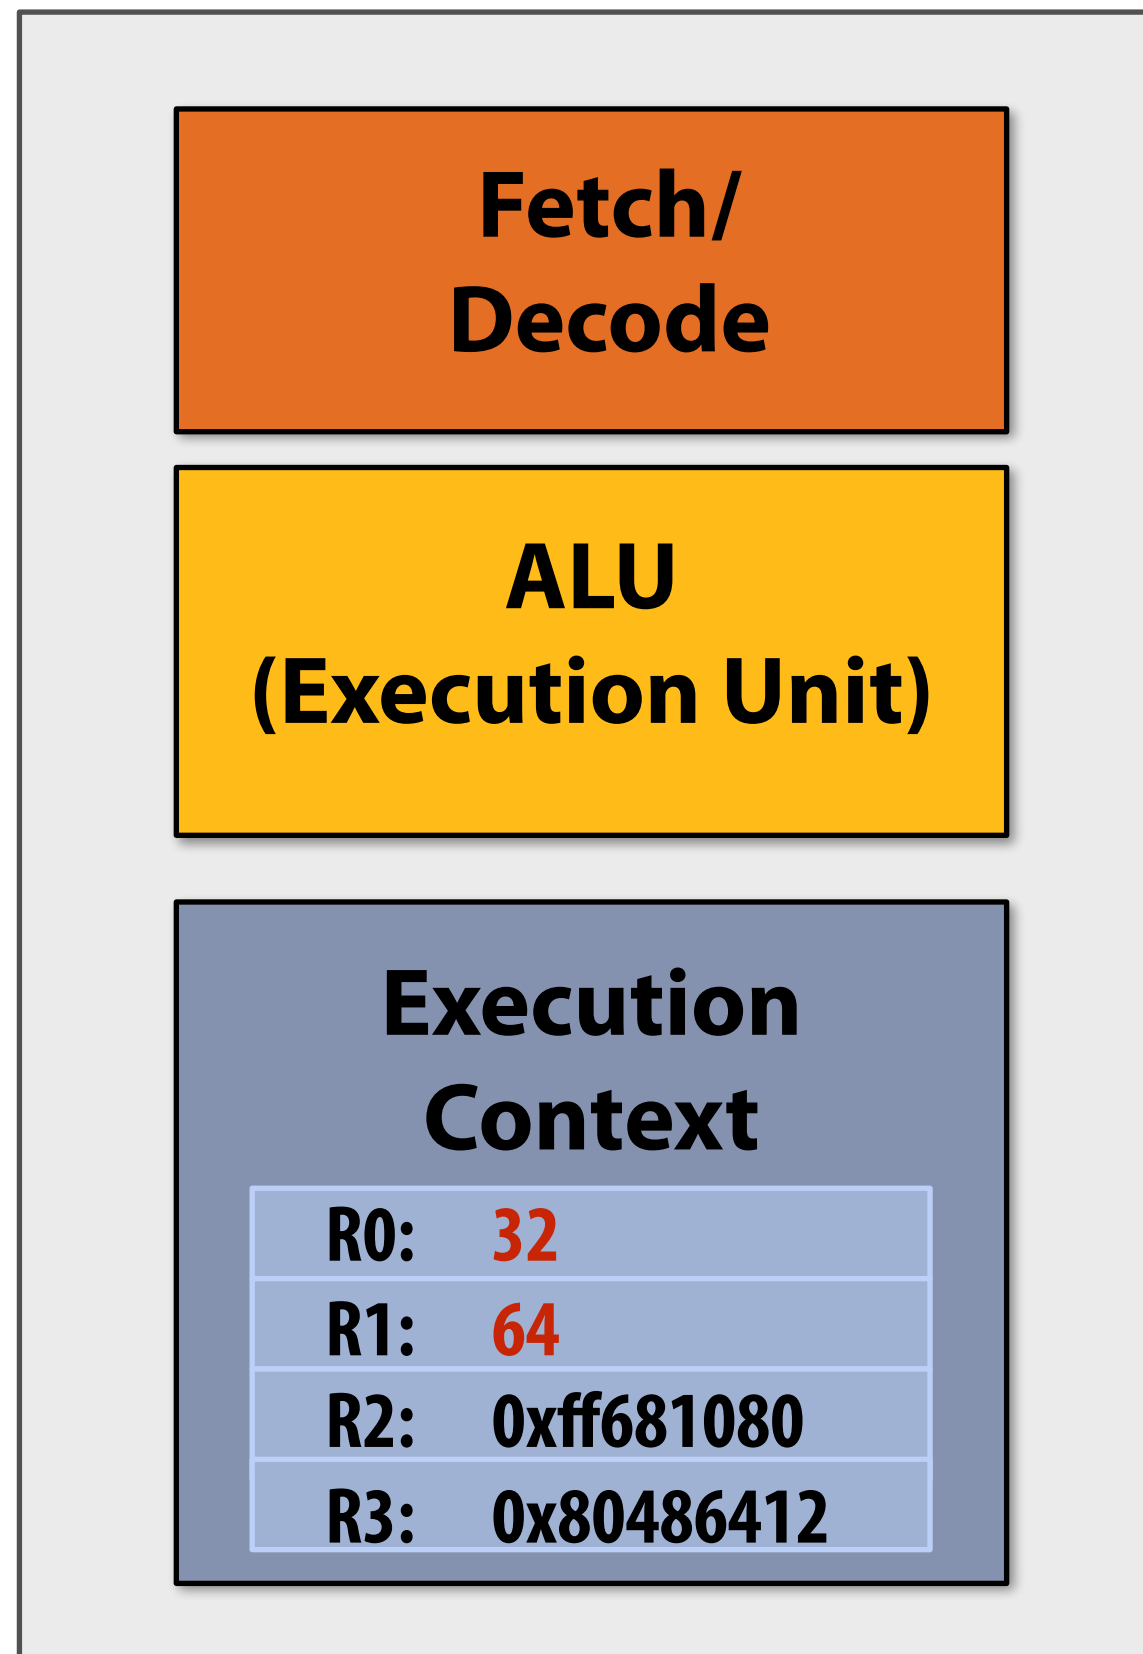 Fetch/
Decode
ALU
(Execution Unit)
Execution
Context
R0: 32
R1: 64
R2: 0xff681080
R3: 0x80486412